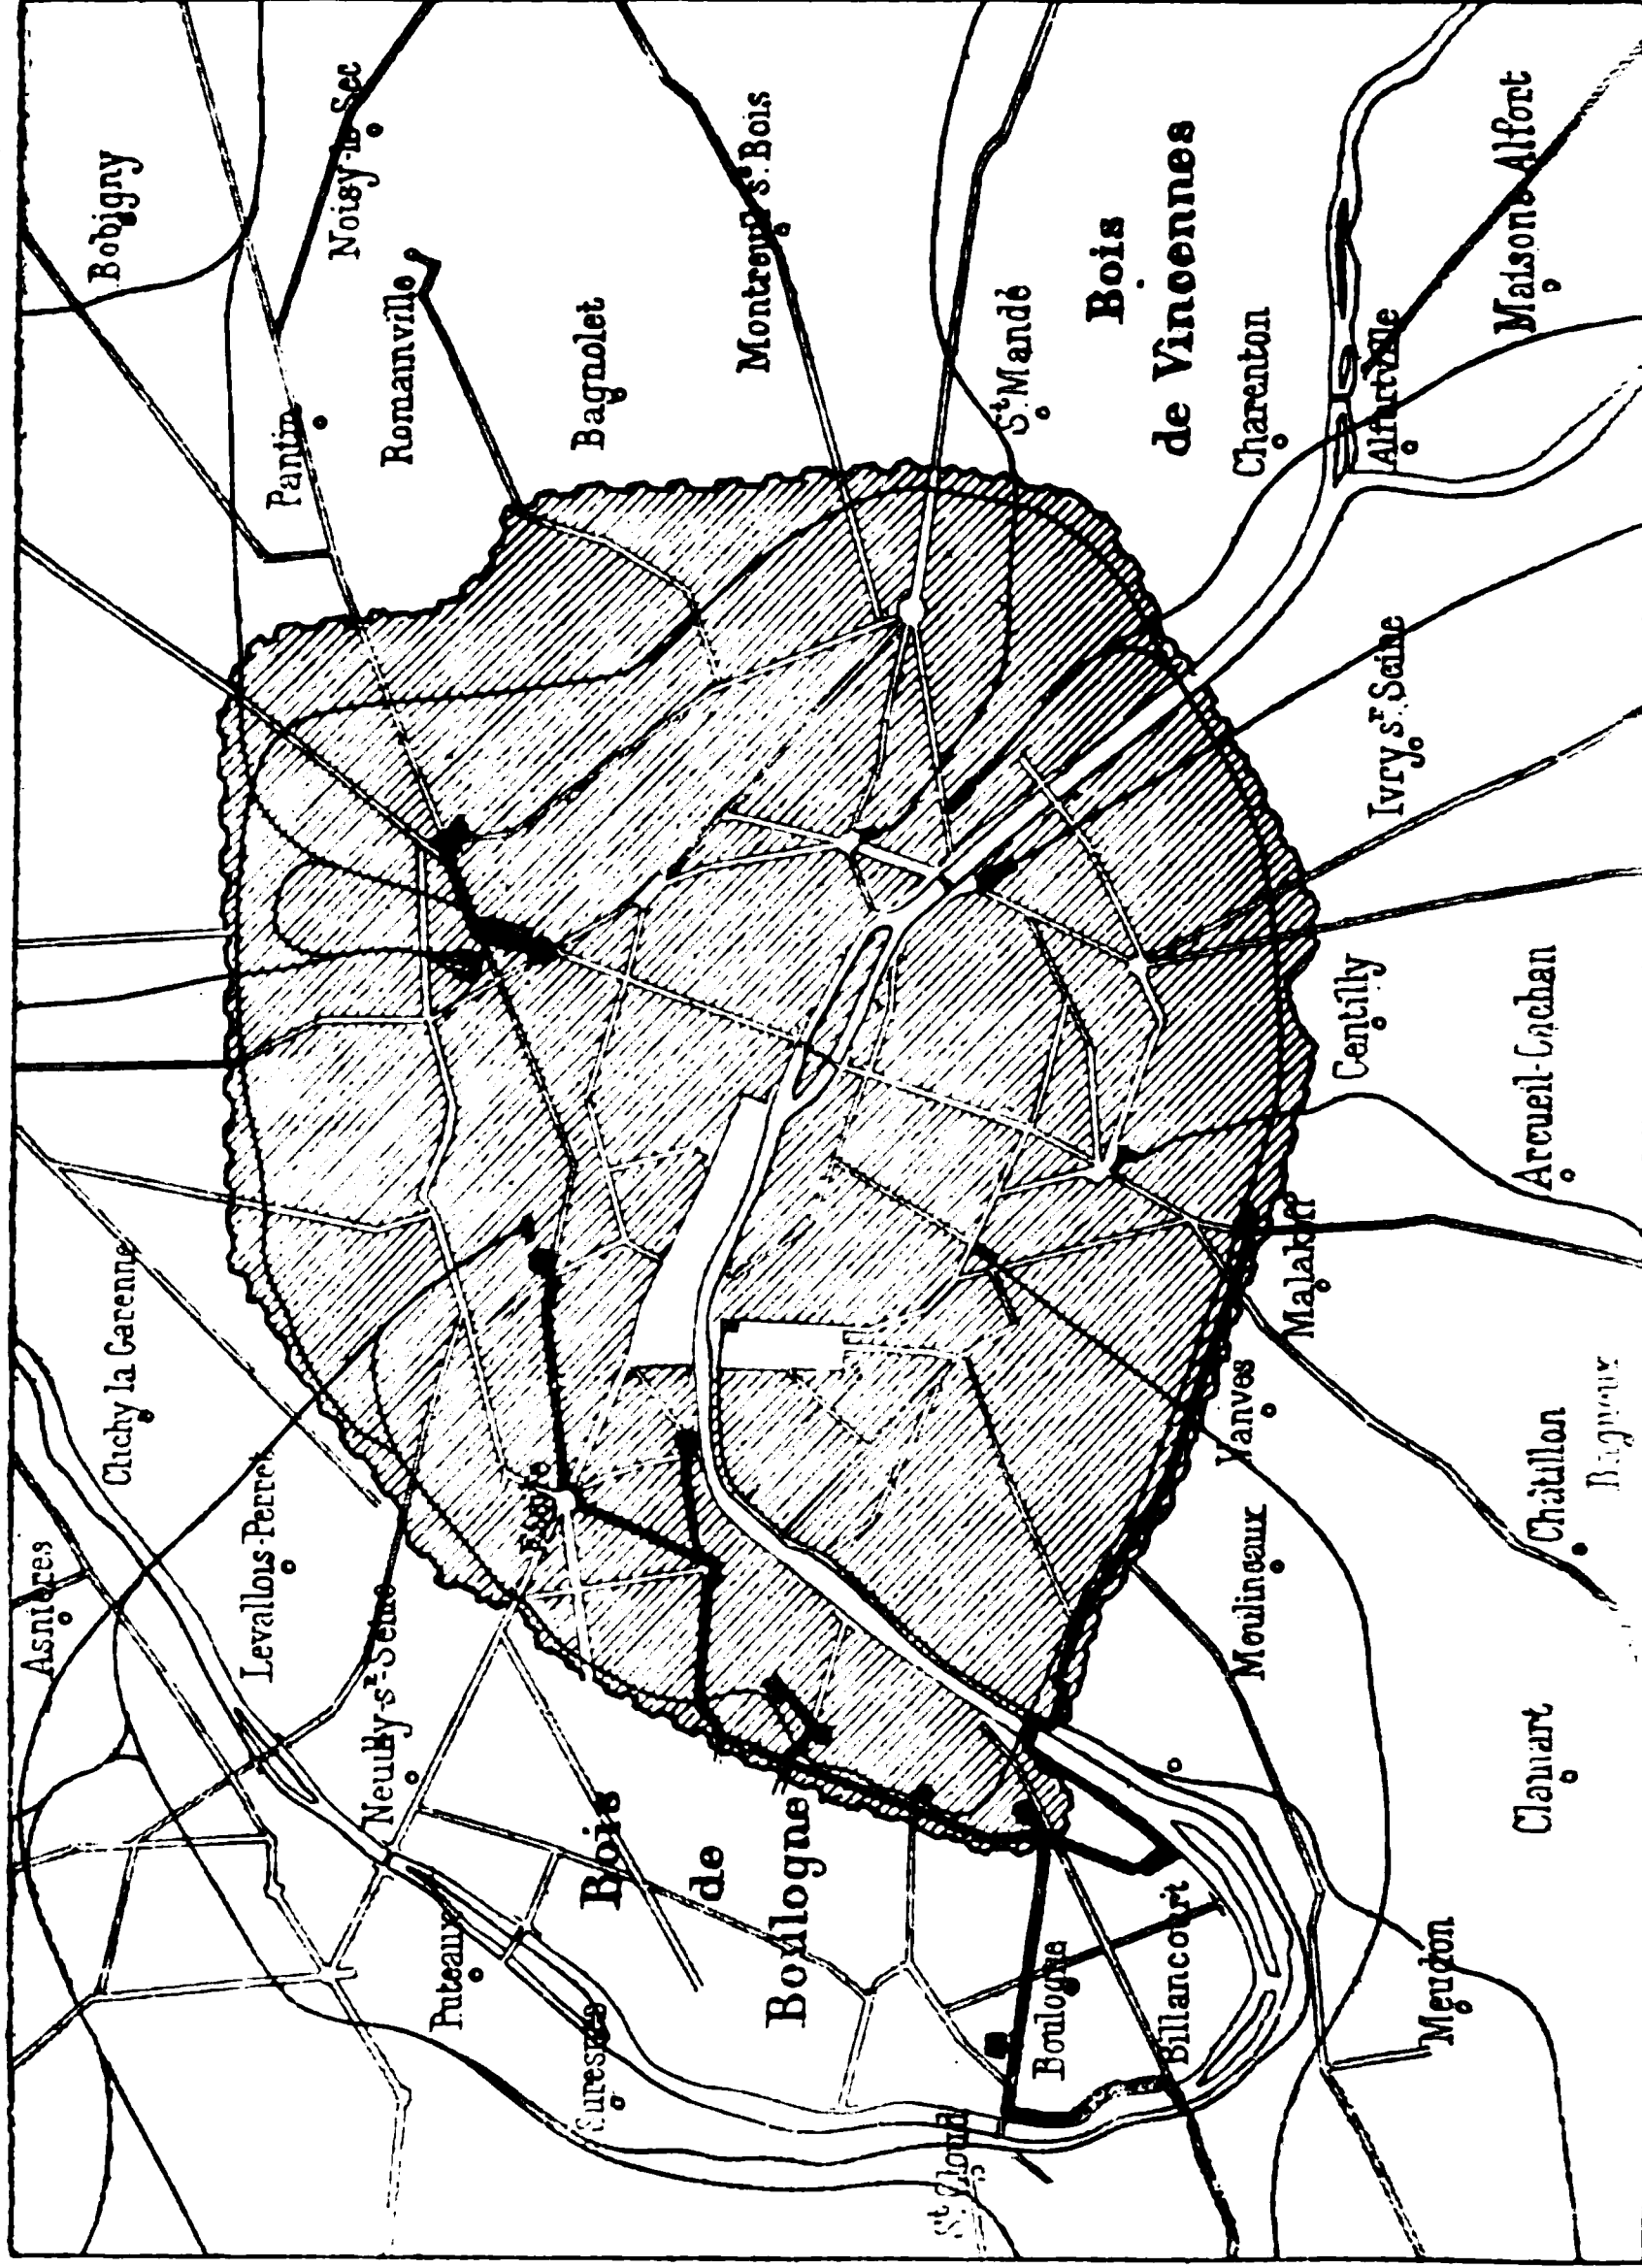 Asnières
Clichy la Garenne
Levallois-Perret
Neuilly-sr-Seine
Puteaux
Suresnes
St Cloud
Bois
de
Boulogne
Boulogne
Billancourt
Meudon
Clamart
Moulineaux
Vanves
Malakoff
Châtillon
Arcueil-Cachan
Gentilly
Ivry sr. Seine
Maisons-Alfort
Alfortville
Charenton
Bois
de Vincennes
St Mandé
Montreuil s. Bois
Bagnolet
Romainville
Noisy-le-Sec
Pantin
Bobigny